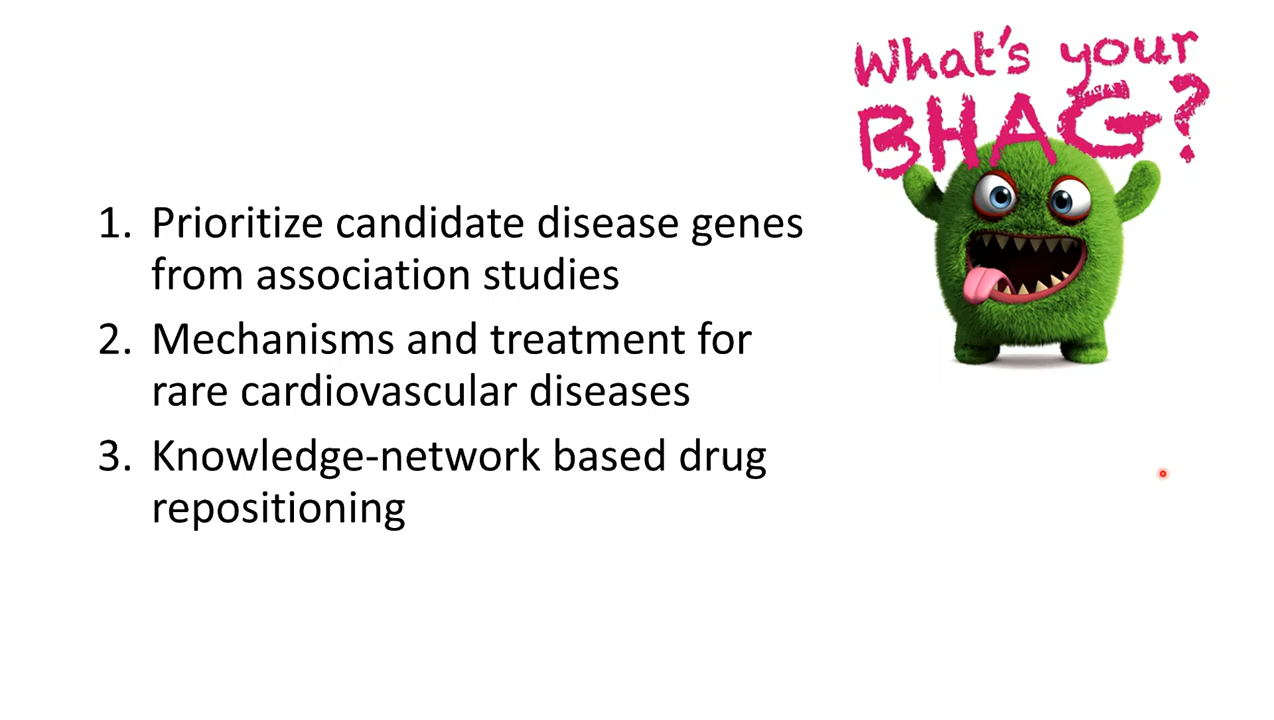 What's your
BHAG?
1. Prioritize candidate disease genes
from association studies
2. Mechanisms and treatment for
rare cardiovascular diseases
3. Knowledge-network based drug
repositioning